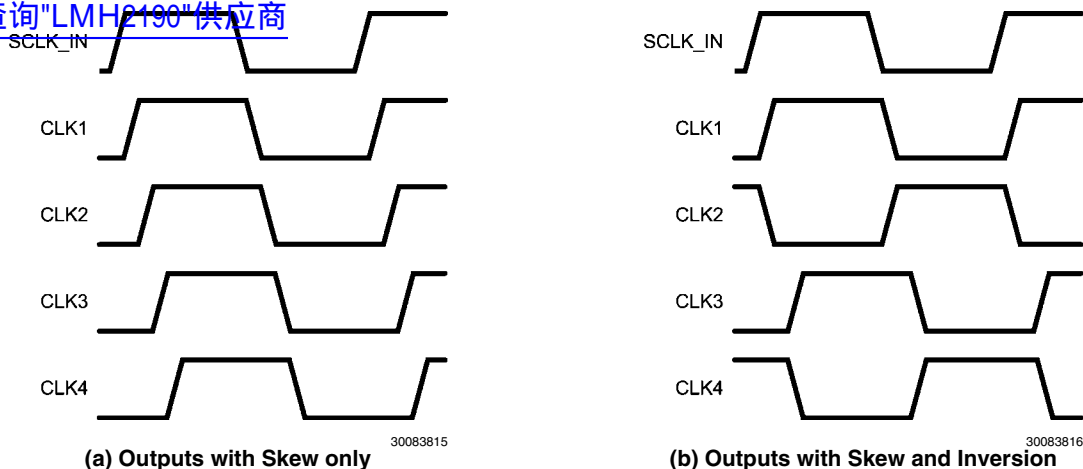 查询"LMH2190"供应商
SCLK_IN
CLK1
CLK2
CLK3
CLK4
30083815
(a) Outputs with Skew only
SCLK_IN
CLK1
CLK2
CLK3
CLK4
30083816
(b) Outputs with Skew and Inversion